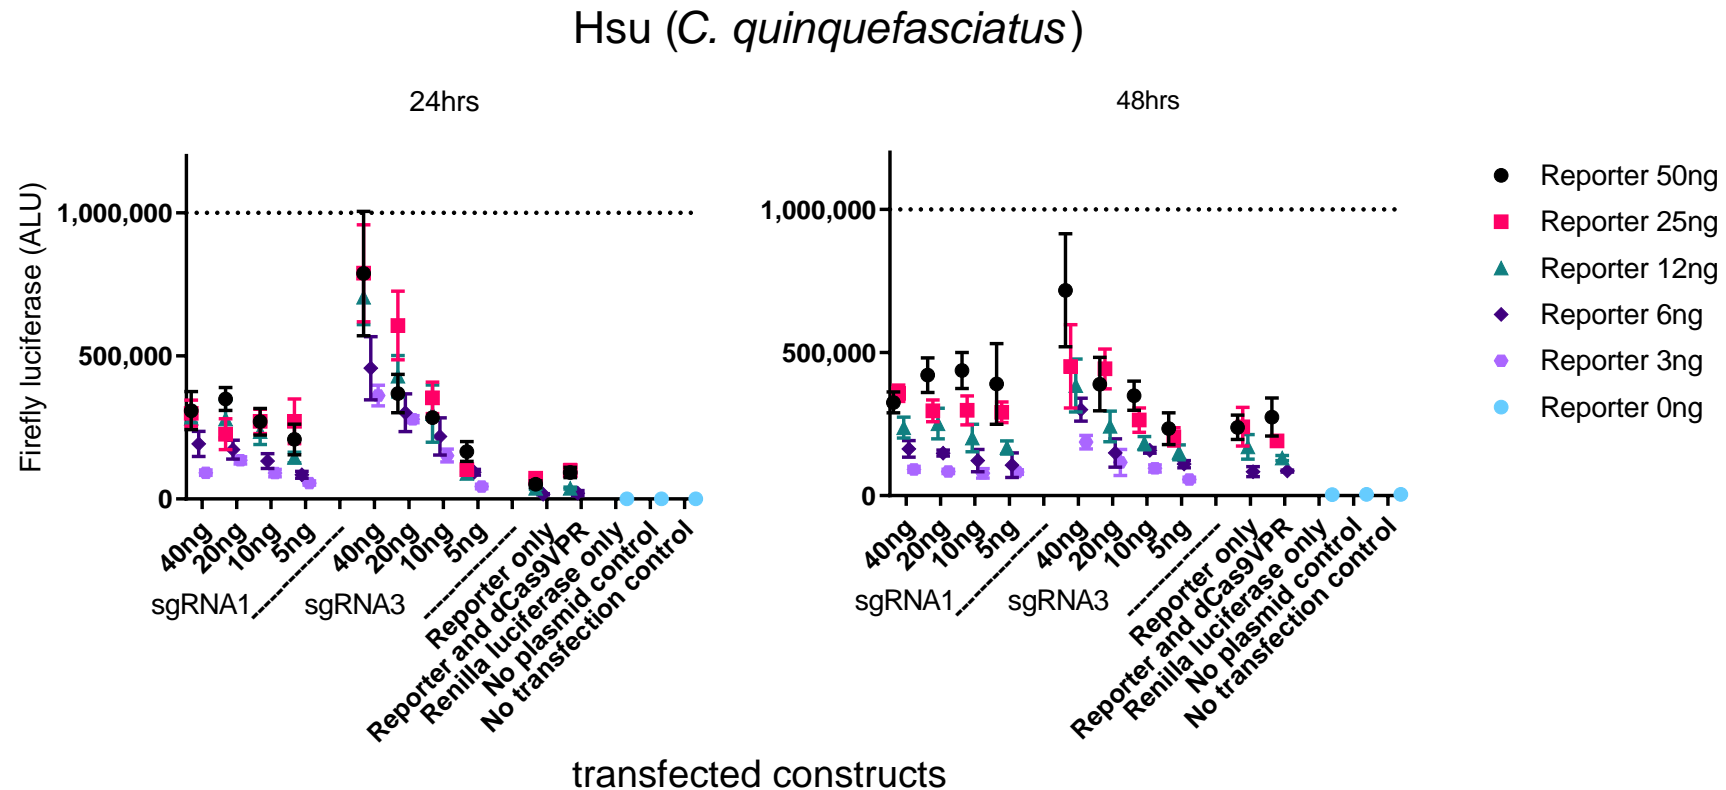 Hsu (C. quinquefasciatus)
24hrs
48hrs
Firefly luciferase (ALU)
1,000,000
500,000
0
40ng
20ng
10ng
5ng
sgRNA1
40ng
20ng
10ng
5ng
sgRNA3
Reporter only
Reporter and dCas9VPR
Renilla luciferase only
No plasmid control
No transfection control
1,000,000
500,000
0
40ng
20ng
10ng
5ng
sgRNA1
40ng
20ng
10ng
5ng
sgRNA3
Reporter only
Reporter and dCas9VPR
Renilla luciferase only
No plasmid control
No transfection control
Reporter 50ng
Reporter 25ng
Reporter 12ng
Reporter 6ng
Reporter 3ng
Reporter 0ng
transfected constructs